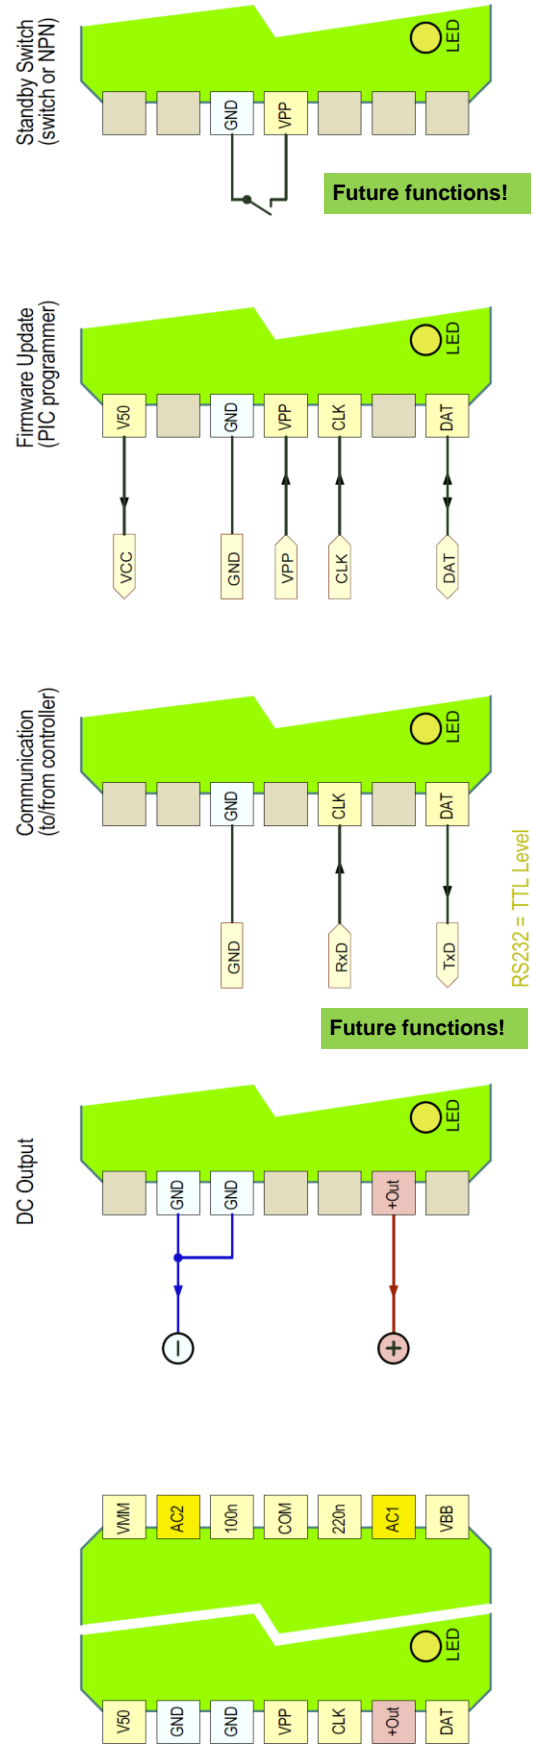 Standby Switch
(switch or NPN)
LED
GND
VPP
Future functions!
Firmware Update
(PIC programmer)
LED
V50
GND
VPP
CLK
DAT
VCC
GND
VPP
CLK
DAT
Communication
(to/from controller)
LED
GND
CLK
DAT
GND
RxD
TxD
RS232 = TTL Level
Future functions!
DC Output
LED
GND
GND
+Out
−
+
VMM
AC2
100n
COM
220n
AC1
VBB
LED
V50
GND
GND
VPP
CLK
+Out
DAT